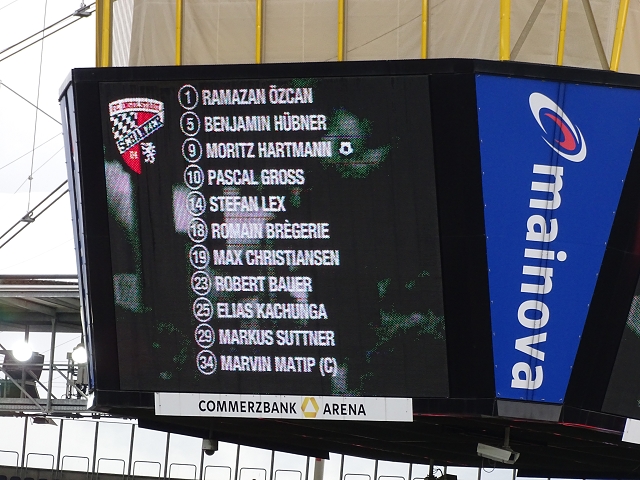 1 RAMAZAN ÖZCAN
5 BENJAMIN HÜBNER
9 MORITZ HARTMANN
10 PASCAL GROSS
14 STEFAN LEX
18 ROMAIN BRÈGERIE
19 MAX CHRISTIANSEN
23 ROBERT BAUER
25 ELIAS KACHUNGA
29 MARKUS SUTTNER
34 MARVIN MATIP (C)
mainova
COMMERZBANK ARENA